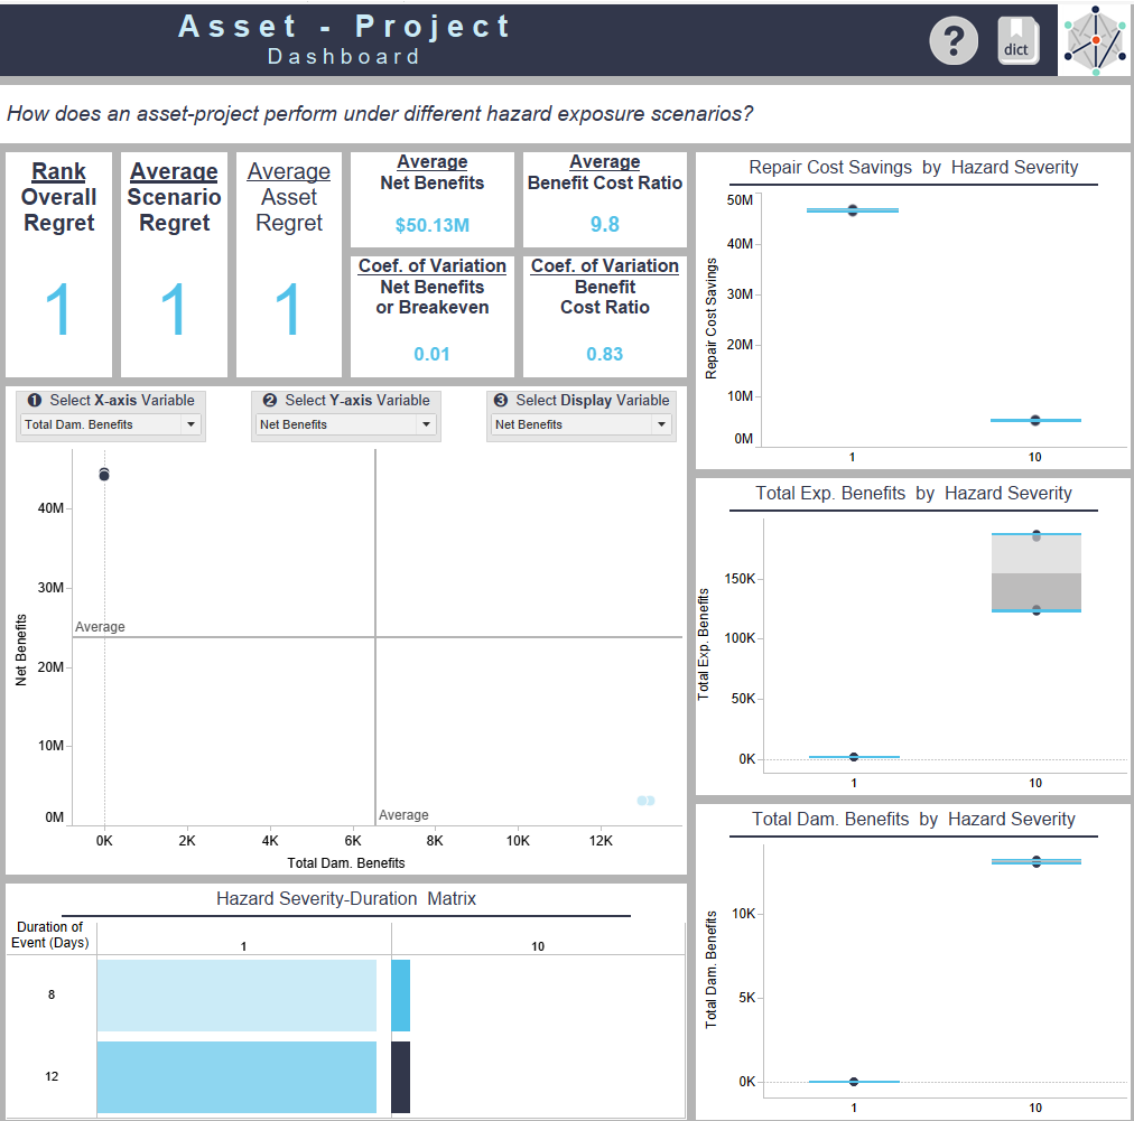 Asset - Project
Dashboard
?
dict
How does an asset-project perform under different hazard exposure scenarios?
Rank
Overall
Regret
1
Average
Scenario
Regret
1
Average
Asset
Regret
1
Average
Net Benefits
$50.13M
Average
Benefit Cost Ratio
9.8
Coef. of Variation
Net Benefits
or Breakeven
0.01
Coef. of Variation
Benefit
Cost Ratio
0.83
1 Select X-axis Variable
Total Dam. Benefits
2 Select Y-axis Variable
Net Benefits
3 Select Display Variable
Net Benefits
40M
30M
20M
10M
0M
Net Benefits
Average
Average
0K 2K 4K 6K 8K 10K 12K
Total Dam. Benefits
Hazard Severity-Duration Matrix
Duration of
Event (Days)
1 10
8
12
Repair Cost Savings by Hazard Severity
50M
40M
30M
20M
10M
0M
Repair Cost Savings
1 10
Total Exp. Benefits by Hazard Severity
150K
100K
50K
0K
Total Exp. Benefits
1 10
Total Dam. Benefits by Hazard Severity
10K
5K
0K
Total Dam. Benefits
1 10